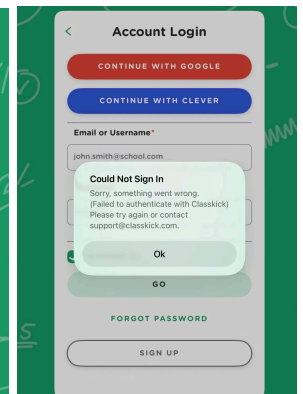 Account Login
CONTINUE WITH GOOGLE
CONTINUE WITH CLEVER
Email or Username*
john.smith@school.com
Could Not Sign In
Sorry, something went wrong.
(Failed to authenticate with Classkick)
Please try again or contact
support@classkick.com.
Ok
GO
FORGOT PASSWORD
SIGN UP